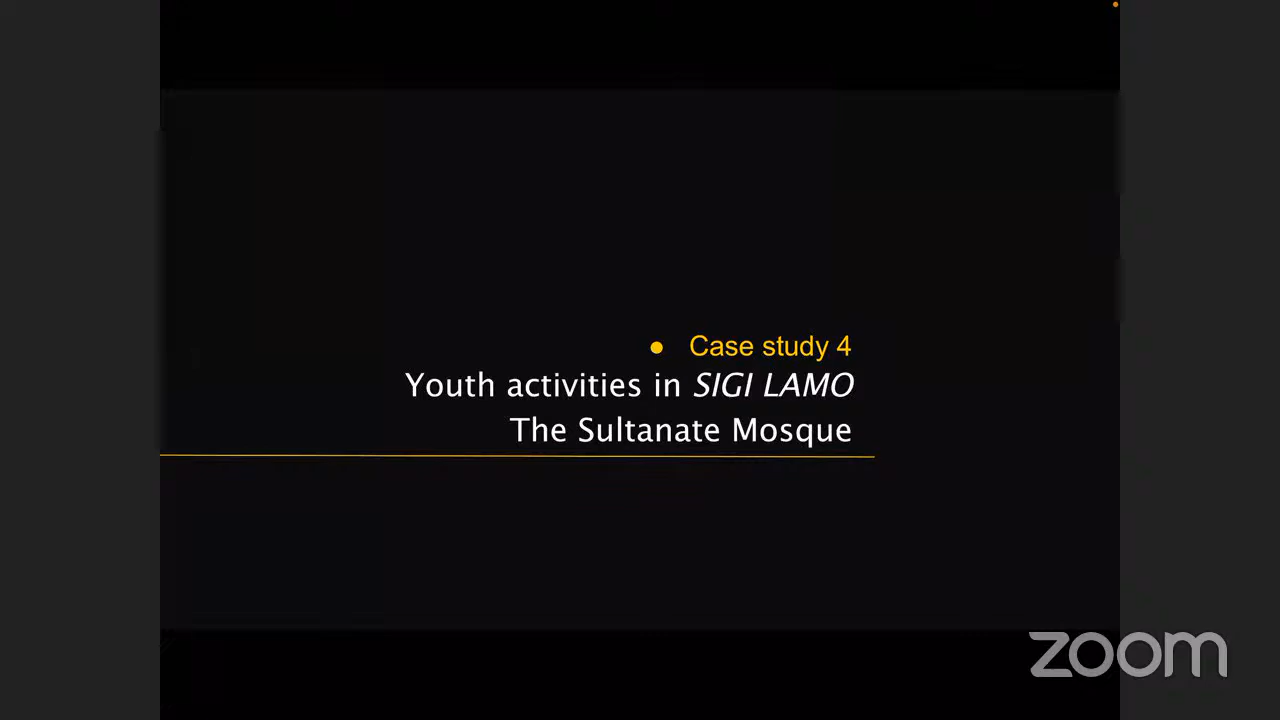 ● Case study 4
Youth activities in SIGI LAMO
The Sultanate Mosque
zoom